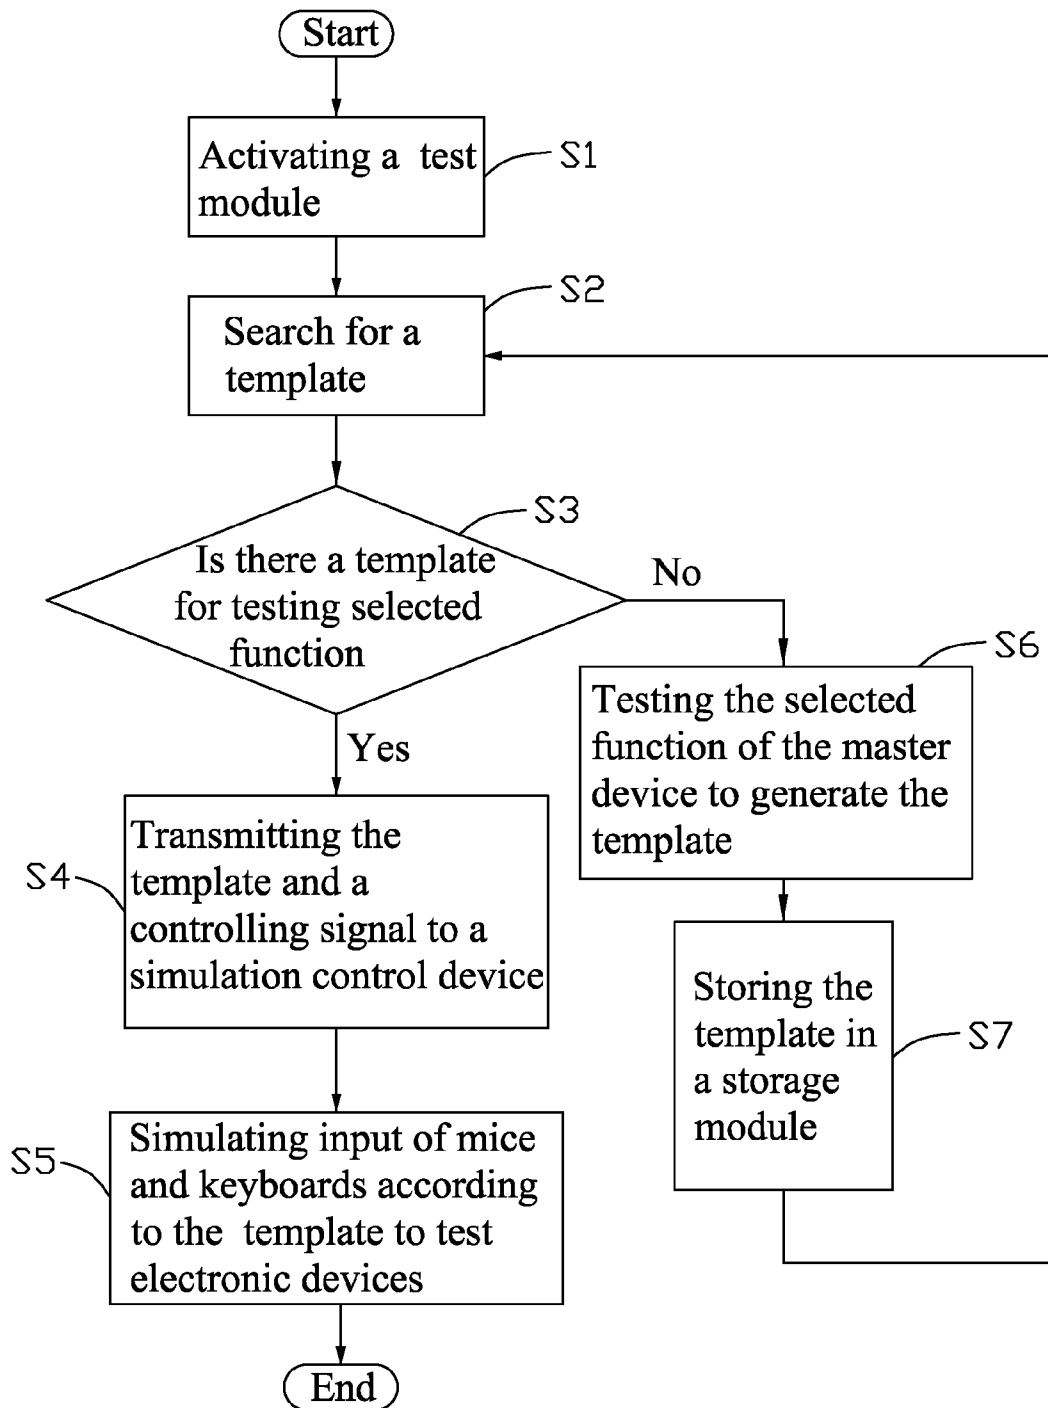 Start
Activating a test
module
S1
Search for a
template
S2
Is there a template
for testing selected
function
S3
No
Yes
Transmitting the
template and a
controlling signal to a
simulation control device
S4
Simulating input of mice
and keyboards according
to the template to test
electronic devices
S5
End
Testing the selected
function of the master
device to generate the
template
S6
Storing the
template in
a storage
module
S7